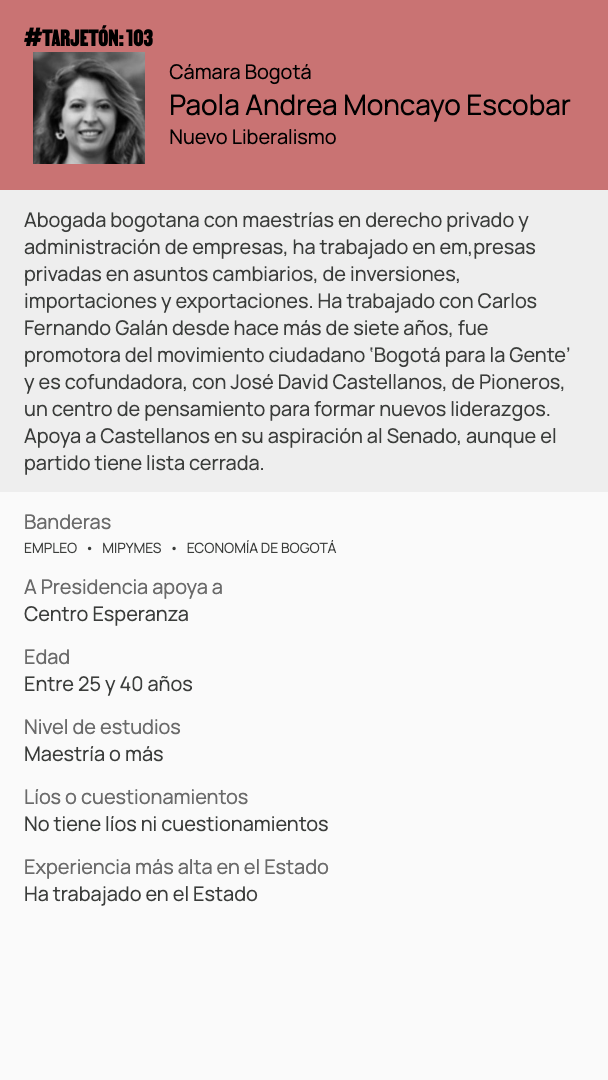 #TARJETÓN: 103
Cámara Bogotá
Paola Andrea Moncayo Escobar
Nuevo Liberalismo
Abogada bogotana con maestrías en derecho privado y
administración de empresas, ha trabajado en em,presas
privadas en asuntos cambiarios, de inversiones,
importaciones y exportaciones. Ha trabajado con Carlos
Fernando Galán desde hace más de siete años, fue
promotora del movimiento ciudadano ‘Bogotá para la Gente’
y es cofundadora, con José David Castellanos, de Pioneros,
un centro de pensamiento para formar nuevos liderazgos.
Apoya a Castellanos en su aspiración al Senado, aunque el
partido tiene lista cerrada.
Banderas
EMPLEO • MIPYMES • ECONOMÍA DE BOGOTÁ
A Presidencia apoya a
Centro Esperanza
Edad
Entre 25 y 40 años
Nivel de estudios
Maestría o más
Líos o cuestionamientos
No tiene líos ni cuestionamientos
Experiencia más alta en el Estado
Ha trabajado en el Estado